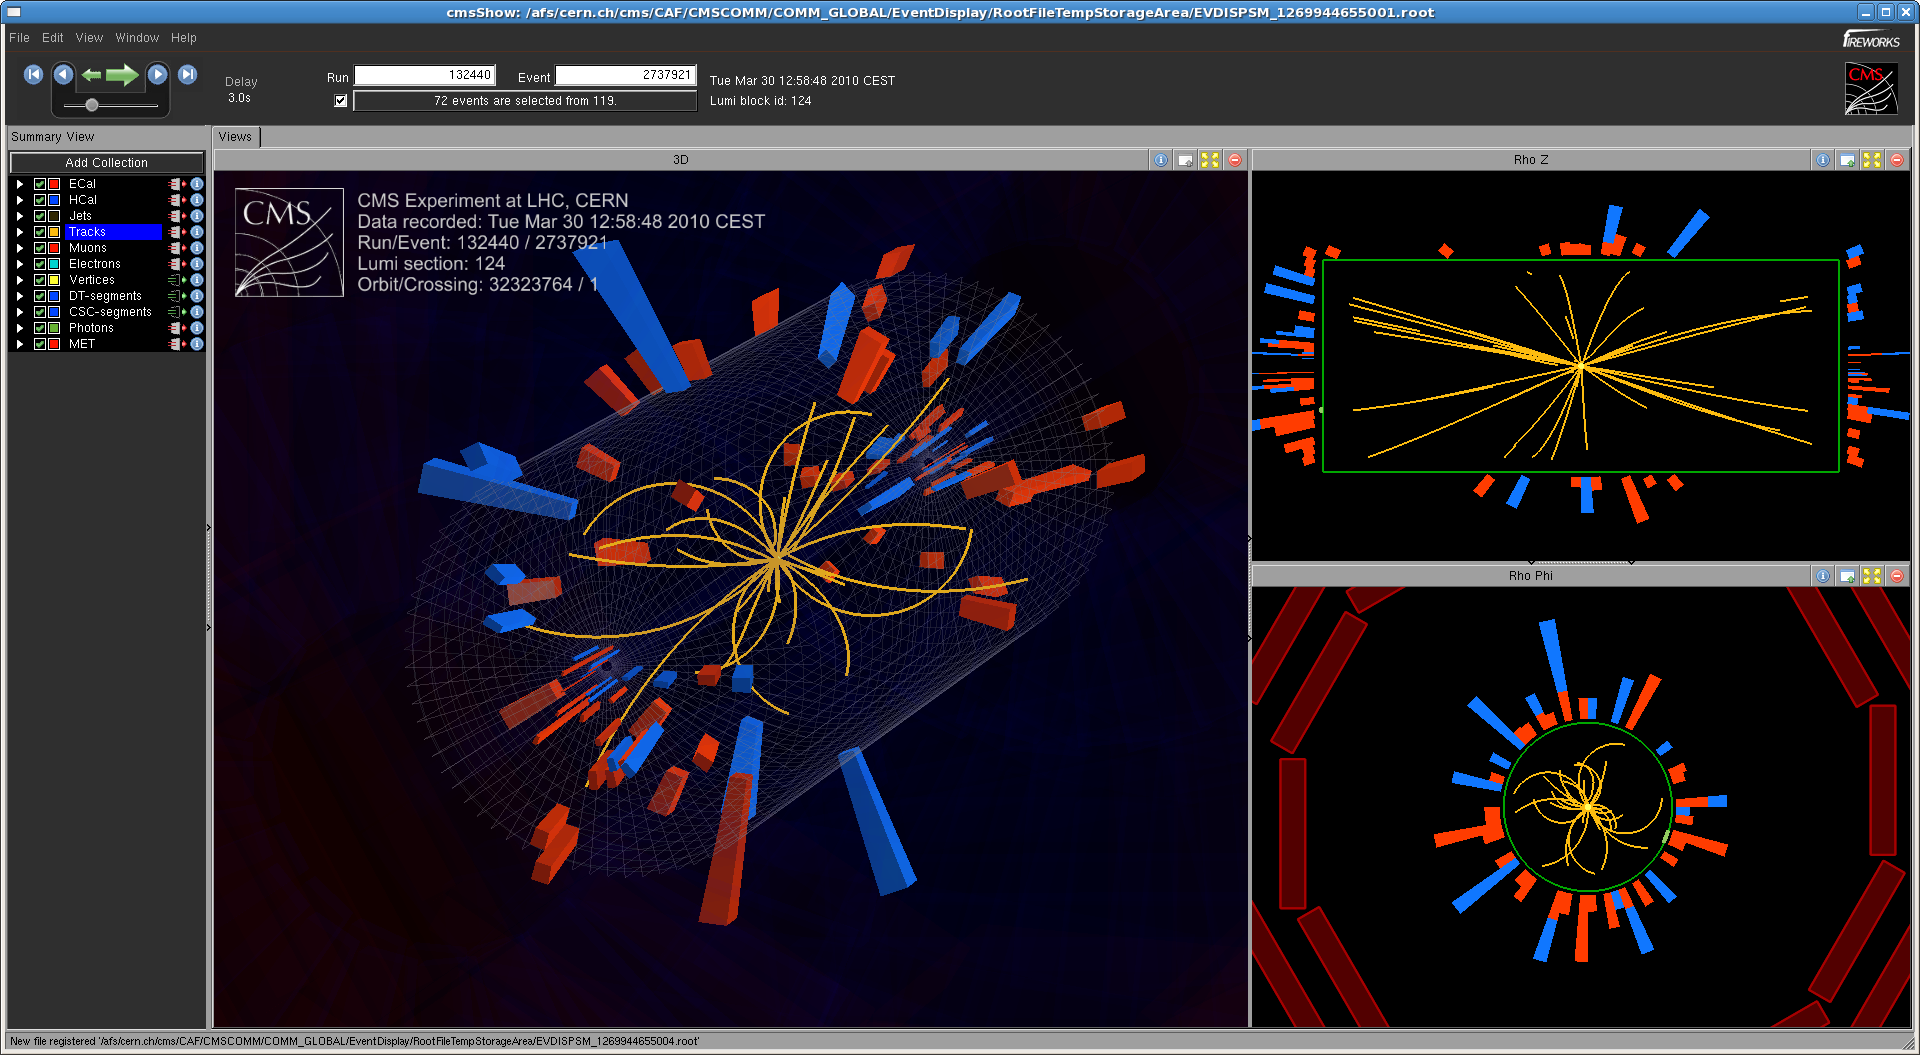 cmsShow: /afs/cern.ch/cms/CAF/CMSCOMM/COMM_GLOBAL/EventDisplay/RootFileTempStorageArea/EVDISPSM_1269944655001.root
File Edit View Window Help
FIREWORKS
Delay
3.0s
Run 132440 Event 2737921
72 events are selected from 119.
Tue Mar 30 12:58:48 2010 CEST
Lumi block id: 124
CMS
Summary View
Add Collection
ECal
HCal
Jets
Tracks
Muons
Electrons
Vertices
DT-segments
CSC-segments
Photons
MET
Views
3D
CMS
CMS Experiment at LHC, CERN
Data recorded: Tue Mar 30 12:58:48 2010 CEST
Run/Event: 132440 / 2737921
Lumi section: 124
Orbit/Crossing: 32323764 / 1
Rho Z
Rho Phi
New file registered '/afs/cern.ch/cms/CAF/CMSCOMM/COMM_GLOBAL/EventDisplay/RootFileTempStorageArea/EVDISPSM_1269944655004.root'